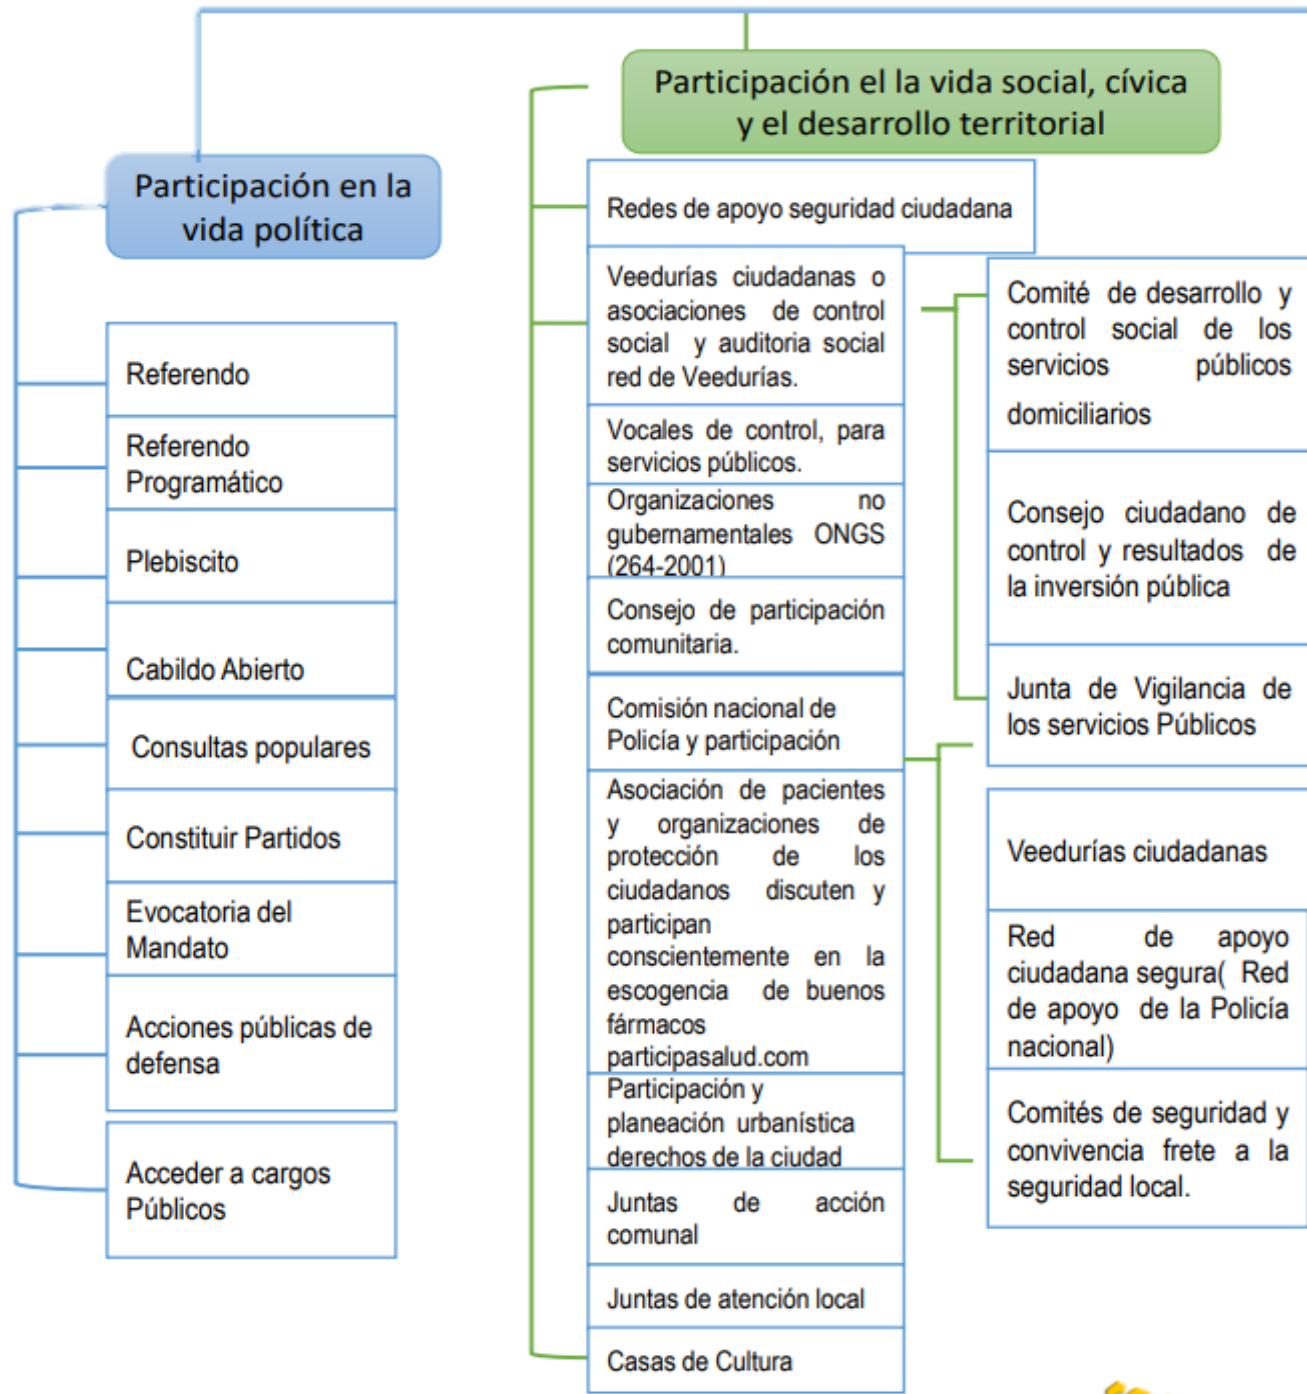 Participación en la
vida política
Referendo
Referendo
Programático
Plebiscito
Cabildo Abierto
Consultas populares
Constituir Partidos
Evocatoria del
Mandato
Acciones públicas de
defensa
Acceder a cargos
Públicos
Participación el la vida social, cívica
y el desarrollo territorial
Redes de apoyo seguridad ciudadana
Veedurías ciudadanas o
asociaciones de control
social y auditoria social
red de Veedurías.
Vocales de control, para
servicios públicos.
Organizaciones no
gubernamentales ONGS
(264-2001)
Consejo de participación
comunitaria.
Comisión nacional de
Policía y participación
Asociación de pacientes
y organizaciones de
protección de los
ciudadanos discuten y
participan
conscientemente en la
escogencia de buenos
fármacos
participasalud.com
Participación y
planeación urbanística
derechos de la ciudad
Juntas de acción
comunal
Juntas de atención local
Casas de Cultura
Comité de desarrollo y
control social de los
servicios públicos
domiciliarios
Consejo ciudadano de
control y resultados de
la inversión pública
Junta de Vigilancia de
los servicios Públicos
Veedurías ciudadanas
Red de apoyo
ciudadana segura( Red
de apoyo de la Policía
nacional)
Comités de seguridad y
convivencia frete a la
seguridad local.